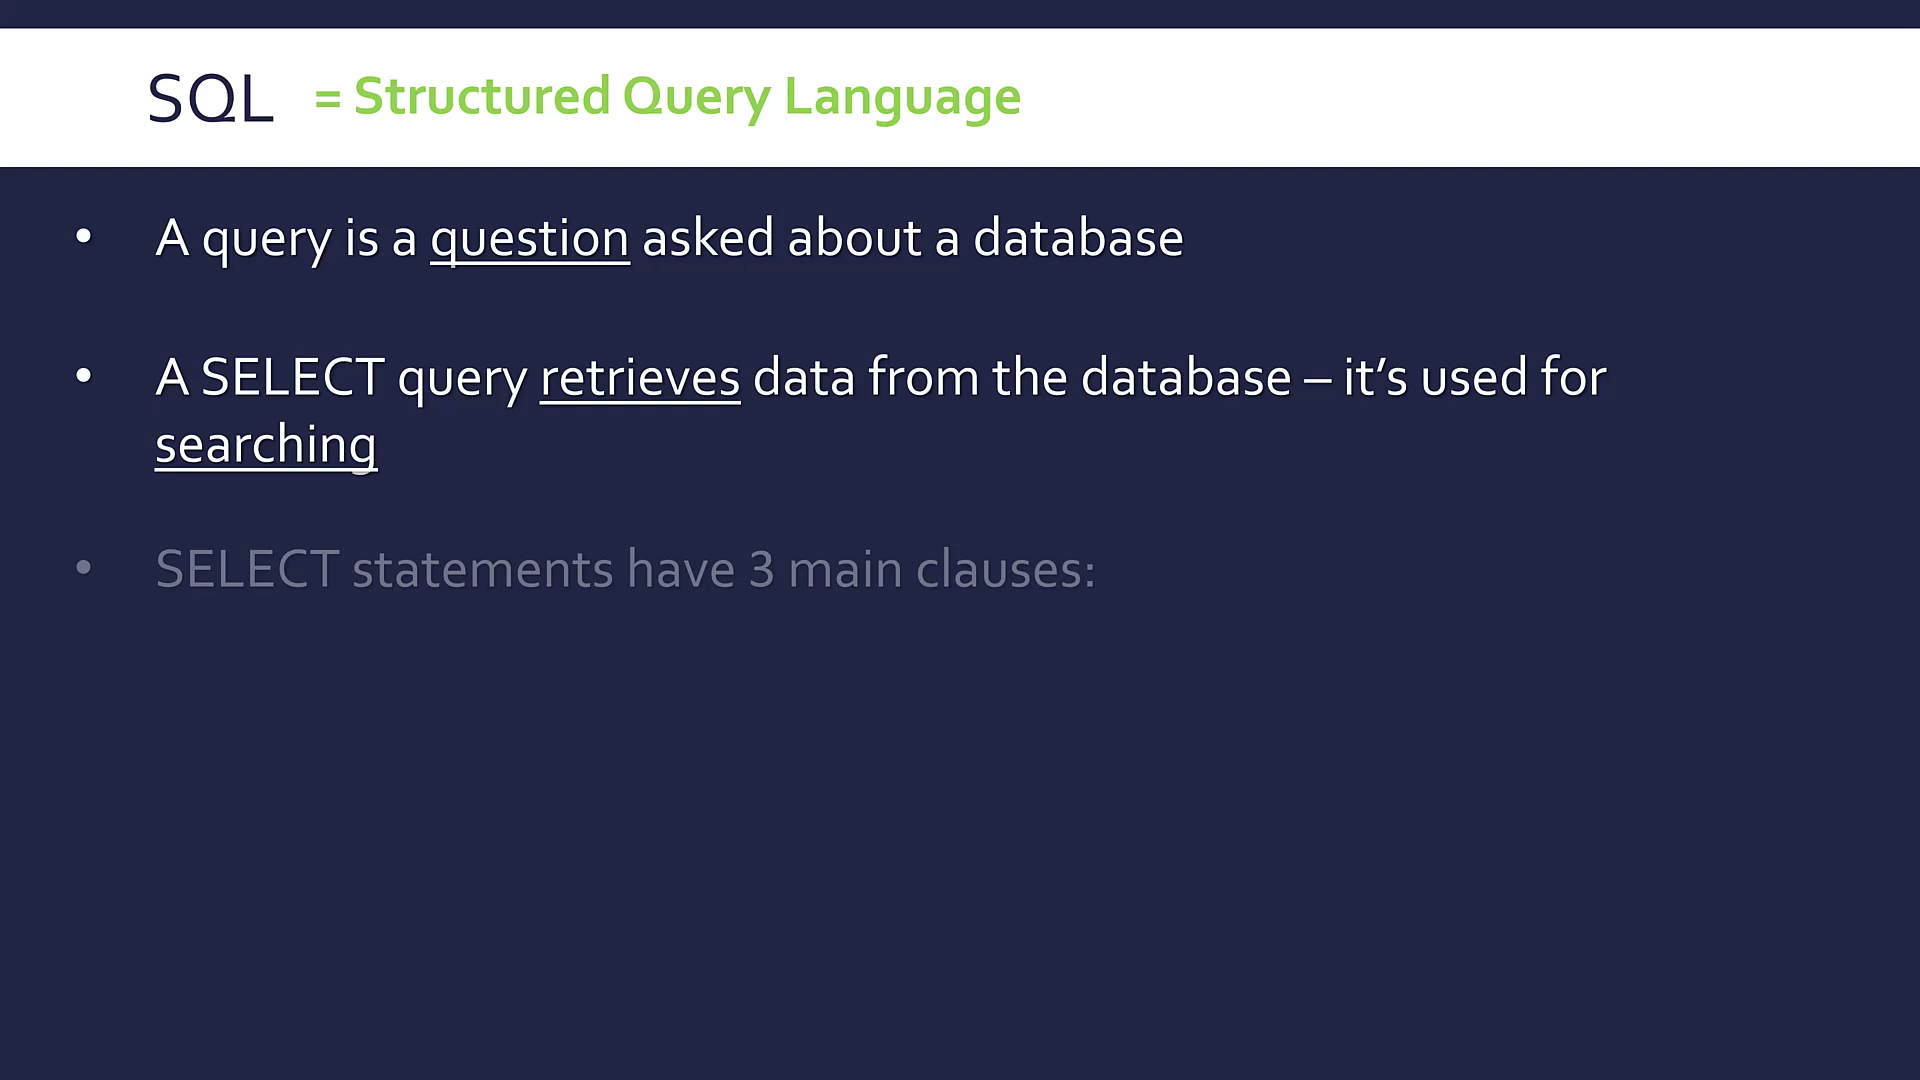 SQL = Structured Query Language
• A query is a question asked about a database
• A SELECT query retrieves data from the database – it’s used for
searching
• SELECT statements have 3 main clauses: